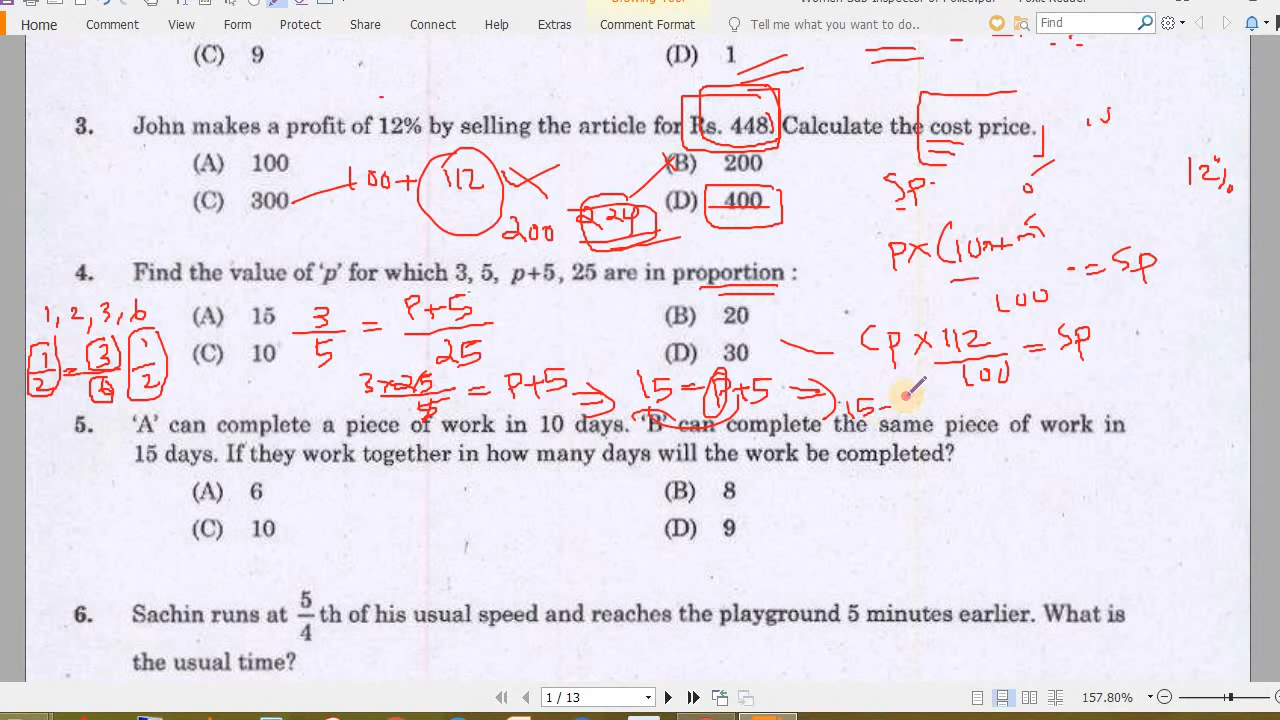 Home Comment View Form Protect Share Connect Help Extras Comment Format Tell me what you want to do.. Find
(C) 9 (D) 1
3. John makes a profit of 12% by selling the article for Rs. 448. Calculate the cost price.
(A) 100 (B) 200
(C) 300 (D) 400
100+ 112
200 224
SP
12%
100 = SP
4. Find the value of 'p' for which 3, 5, p+5, 25 are in proportion :
(A) 15 (B) 20
(C) 10 (D) 30
1, 2, 3, 6
1/2 = 3/6 1/2
3/5 = P+5/25
3×25/5 = P+5 ⇒ 15 = P+5 ⇒ 15 -
CP × 112/100 = SP
5. 'A' can complete a piece of work in 10 days. 'B' can complete the same piece of work in
15 days. If they work together in how many days will the work be completed?
(A) 6 (B) 8
(C) 10 (D) 9
6. Sachin runs at 5/4 th of his usual speed and reaches the playground 5 minutes earlier. What is
the usual time?
1 / 13 157.80%